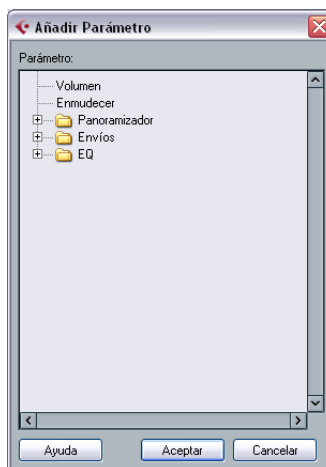 Añadir Parámetro
Parámetro:
Volumen
Enmudecer
Panoramizador
Envíos
EQ
Ayuda
Aceptar
Cancelar